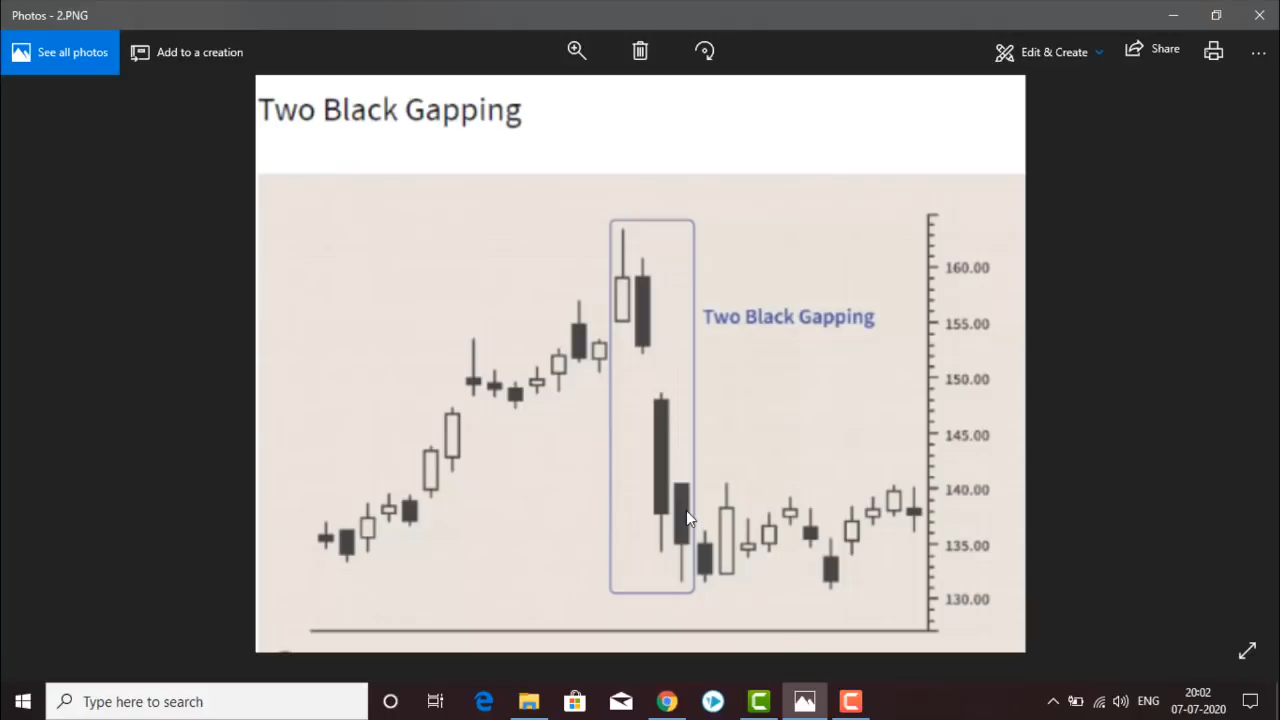 Photos - 2.PNG
See all photos
Add to a creation
Edit & Create
Share
Two Black Gapping
160.00
Two Black Gapping
155.00
150.00
145.00
140.00
135.00
130.00
Type here to search
ENG
20:02
07-07-2020